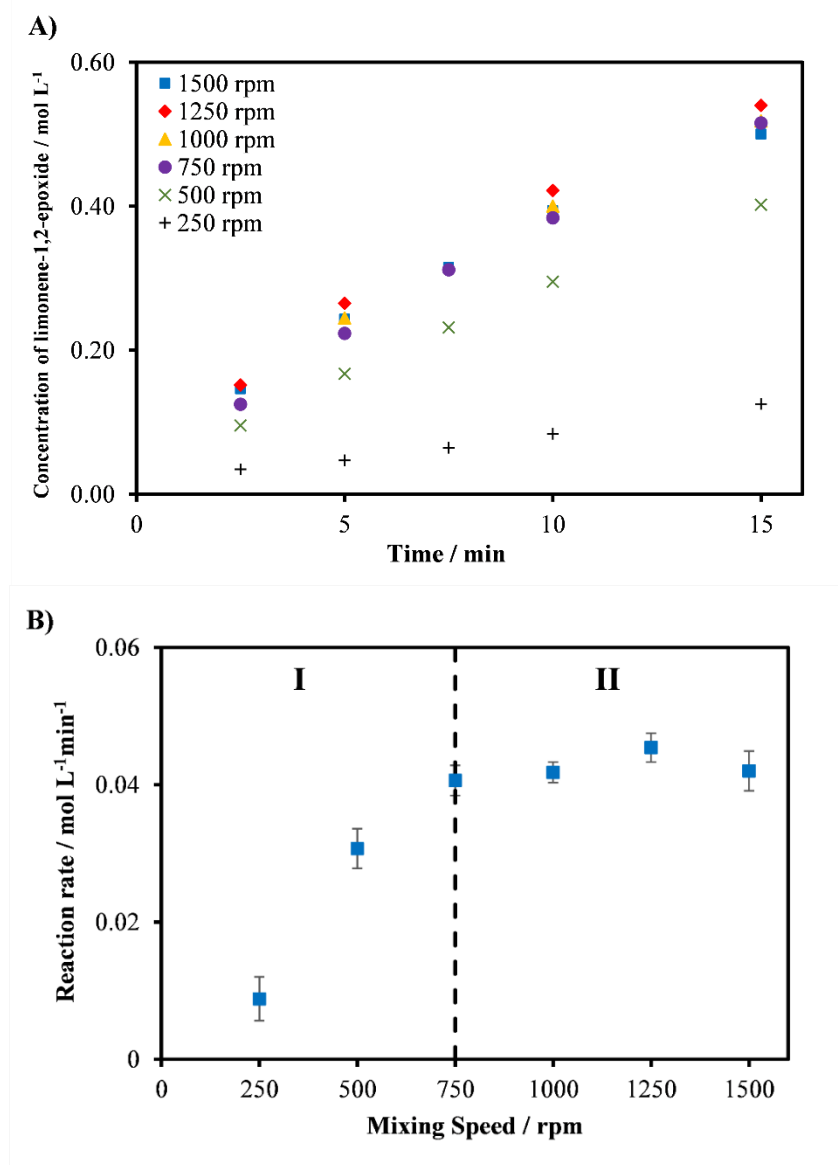 A)
0.60
0.40
0.20
0.00
Concentration of limonene-1,2-epoxide / mol L⁻¹
1500 rpm
1250 rpm
1000 rpm
750 rpm
500 rpm
250 rpm
0 5 10 15
Time / min
B)
0.06
0.04
0.02
0
Reaction rate / mol L⁻¹min⁻¹
I II
0 250 500 750 1000 1250 1500
Mixing Speed / rpm